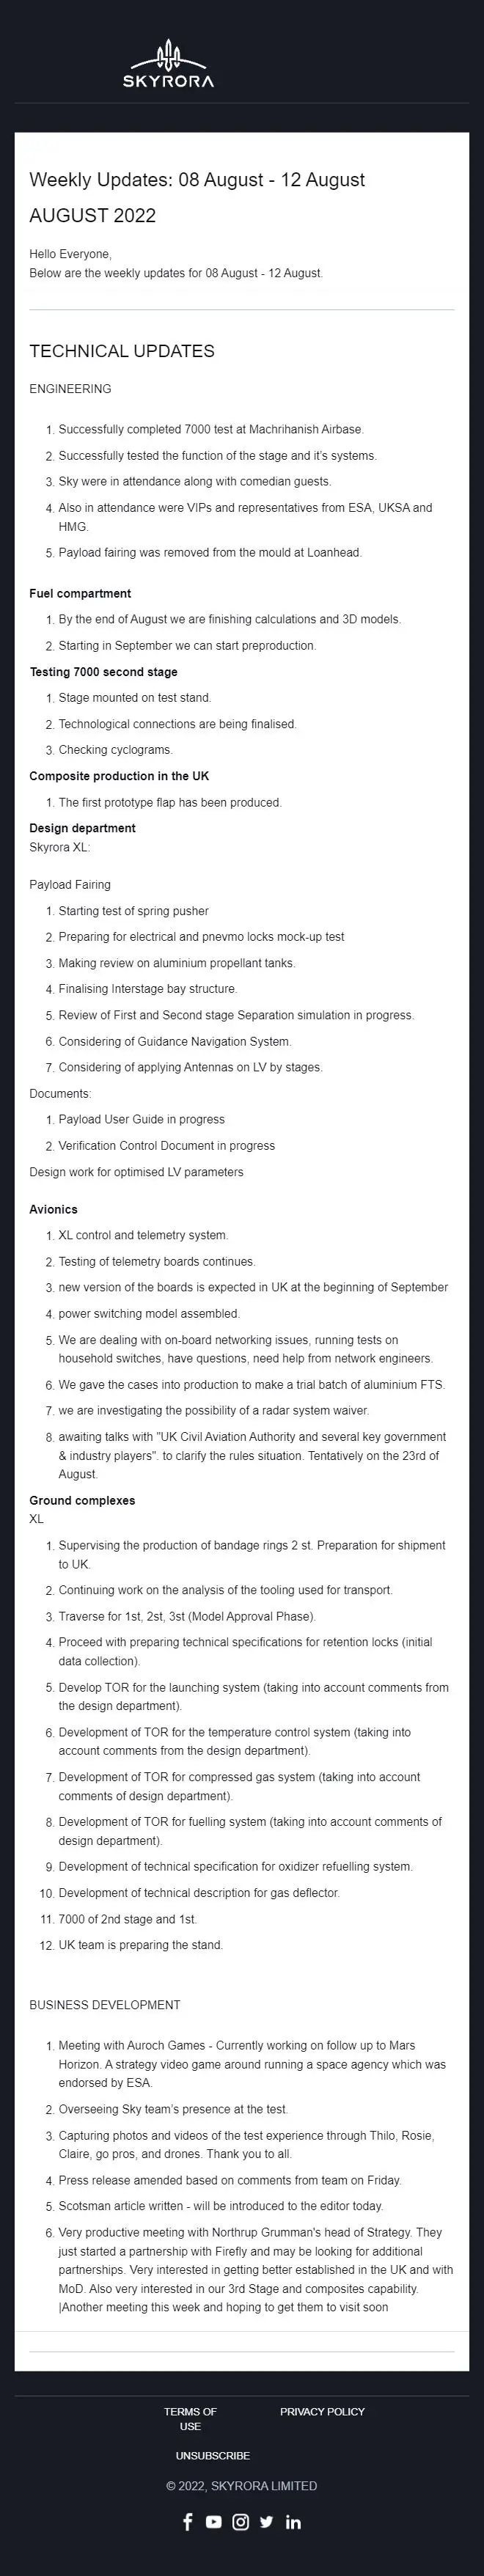 SKYRORA
Weekly Updates: 08 August - 12 August
AUGUST 2022
Hello Everyone,
Below are the weekly updates for 08 August - 12 August.
TECHNICAL UPDATES
ENGINEERING
1. Successfully completed 7000 test at Machrihanish Airbase.
2. Successfully tested the function of the stage and it's systems.
3. Sky were in attendance along with comedian guests.
4. Also in attendance were VIPs and representatives from ESA, UKSA and
HMG.
5. Payload fairing was removed from the mould at Loanhead.
Fuel compartment
1. By the end of August we are finishing calculations and 3D models.
2. Starting in September we can start preproduction.
Testing 7000 second stage
1. Stage mounted on test stand.
2. Technological connections are being finalised.
3. Checking cyclograms.
Composite production in the UK
1. The first prototype flap has been produced.
Design department
Skyrora XL:
Payload Fairing
1. Starting test of spring pusher
2. Preparing for electrical and pnevmo locks mock-up test
3. Making review on aluminium propellant tanks.
4. Finalising Interstage bay structure.
5. Review of First and Second stage Separation simulation in progress.
6. Considering of Guidance Navigation System.
7. Considering of applying Antennas on LV by stages.
Documents:
1. Payload User Guide in progress
2. Verification Control Document in progress
Design work for optimised LV parameters
Avionics
1. XL control and telemetry system.
2. Testing of telemetry boards continues.
3. new version of the boards is expected in UK at the beginning of September
4. power switching model assembled.
5. We are dealing with on-board networking issues, running tests on
household switches, have questions, need help from network engineers.
6. We gave the cases into production to make a trial batch of aluminium FTS.
7. we are investigating the possibility of a radar system waiver.
8. awaiting talks with "UK Civil Aviation Authority and several key government
& industry players". to clarify the rules situation. Tentatively on the 23rd of
August.
Ground complexes
XL
1. Supervising the production of bandage rings 2 st. Preparation for shipment
to UK.
2. Continuing work on the analysis of the tooling used for transport.
3. Traverse for 1st, 2st, 3st (Model Approval Phase).
4. Proceed with preparing technical specifications for retention locks (initial
data collection).
5. Develop TOR for the launching system (taking into account comments from
the design department).
6. Development of TOR for the temperature control system (taking into
account comments from the design department).
7. Development of TOR for compressed gas system (taking into account
comments of design department).
8. Development of TOR for fuelling system (taking into account comments of
design department).
9. Development of technical specification for oxidizer refuelling system.
10. Development of technical description for gas deflector.
11. 7000 of 2nd stage and 1st.
12. UK team is preparing the stand.
BUSINESS DEVELOPMENT
1. Meeting with Auroch Games - Currently working on follow up to Mars
Horizon. A strategy video game around running a space agency which was
endorsed by ESA.
2. Overseeing Sky team's presence at the test.
3. Capturing photos and videos of the test experience through Thilo, Rosie,
Claire, go pros, and drones. Thank you to all.
4. Press release amended based on comments from team on Friday.
5. Scotsman article written - will be introduced to the editor today.
6. Very productive meeting with Northrup Grumman's head of Strategy. They
just started a partnership with Firefly and may be looking for additional
partnerships. Very interested in getting better established in the UK and with
MoD. Also very interested in our 3rd Stage and composites capability.
|Another meeting this week and hoping to get them to visit soon
TERMS OF
USE
PRIVACY POLICY
UNSUBSCRIBE
© 2022, SKYRORA LIMITED